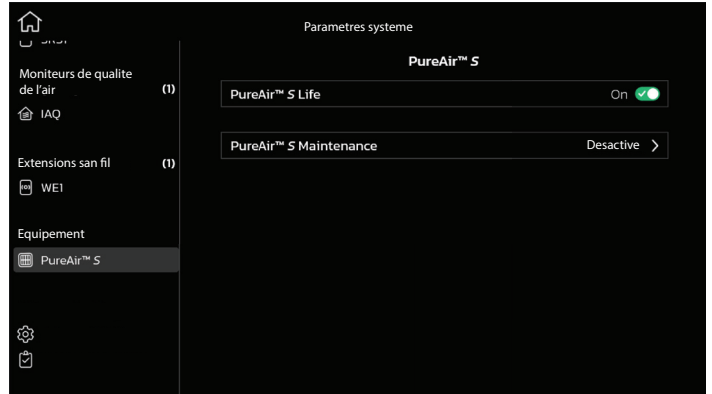 Parametres systeme
Moniteurs de qualite
de l'air (1)
IAQ
Extensions san fil (1)
WE1
Equipement
PureAir™ S
PureAir™ S
PureAir™ S Life On
PureAir™ S Maintenance Desactive